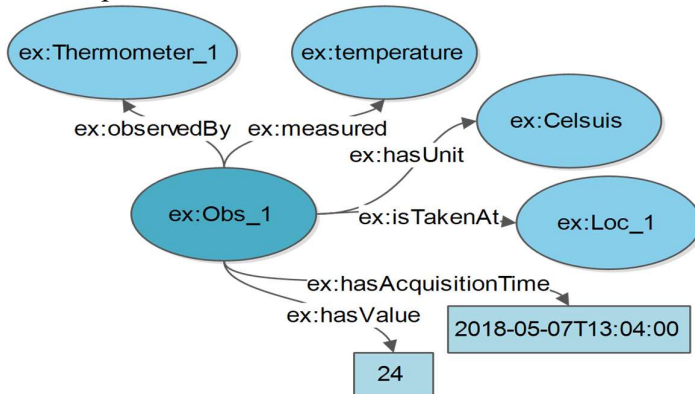 ex:Thermometer_1
ex:temperature
ex:observedBy
ex:measured
ex:Celsuis
ex:hasUnit
ex:Obs_1
ex:isTakenAt
ex:Loc_1
ex:hasAcquisitionTime
ex:hasValue
2018-05-07T13:04:00
24